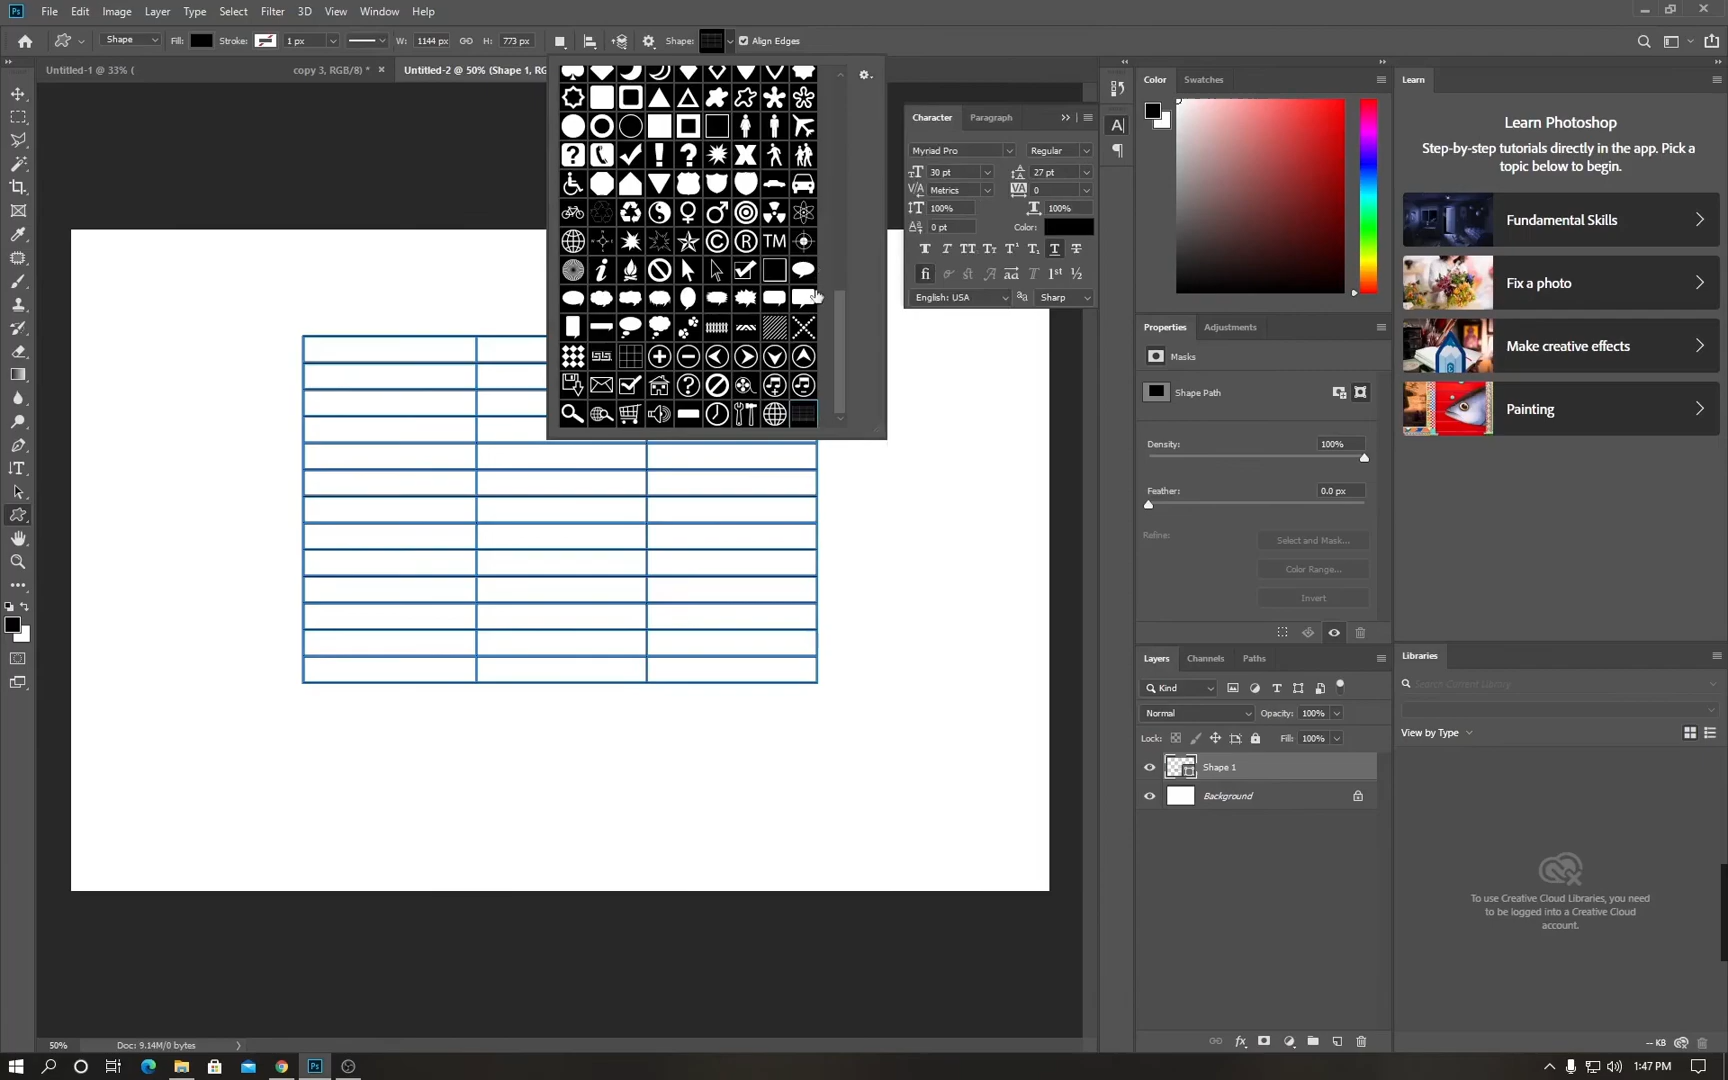 Ps File Edit Image Layer Type Select Filter 3D View Window Help
Shape Fill: Stroke: 1 px W: 1144 px H: 773 px Shape: Align Edges
Untitled-1 @ 33% ( copy 3, RGB/8) * × Untitled-2 @ 50% (Shape 1, RG
Color Swatches
Learn
Learn Photoshop
Step-by-step tutorials directly in the app. Pick a
topic below to begin.
Fundamental Skills
Fix a photo
Make creative effects
Painting
Character Paragraph
Myriad Pro Regular
30 pt 27 pt
Metrics 0
100% 100%
0 pt Color:
English: USA Sharp
TM
Properties Adjustments
Masks
Shape Path
Density: 100%
Feather: 0.0 px
Refine: Select and Mask...
Color Range...
Invert
Layers Channels Paths
Kind
Normal Opacity: 100%
Lock: Fill: 100%
Shape 1
Background
Libraries
Search Current Library
View by Type
To use Creative Cloud Libraries, you need
to be logged into a Creative Cloud
account.
-- KB
50% Doc: 9.14M/0 bytes
Ps
1:47 PM